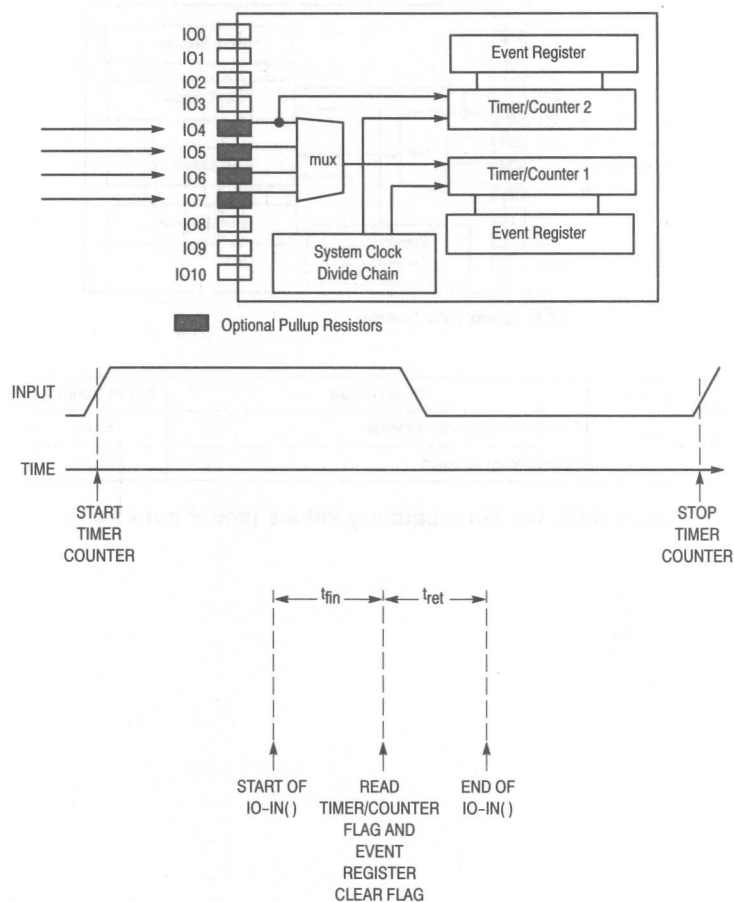 IO0
IO1
IO2
IO3
IO4
IO5
IO6
IO7
IO8
IO9
IO10
mux
Event Register
Timer/Counter 2
Timer/Counter 1
Event Register
System Clock
Divide Chain
Optional Pullup Resistors
INPUT
TIME
START
TIMER
COUNTER
STOP
TIMER
COUNTER
tfin
tret
START OF
IO–IN( )
READ
TIMER/COUNTER
FLAG AND
EVENT
REGISTER
CLEAR FLAG
END OF
IO–IN( )